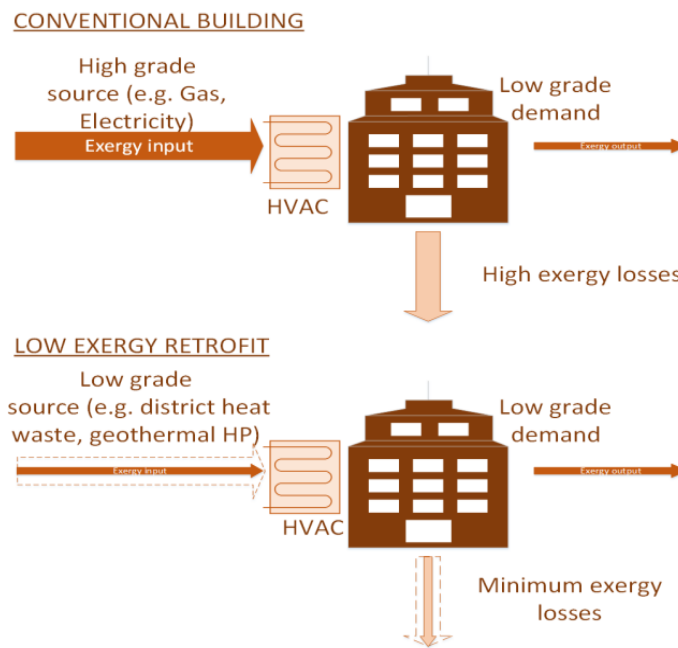 CONVENTIONAL BUILDING
High grade
source (e.g. Gas,
Electricity)
Exergy input
HVAC
Low grade
demand
Exergy output
High exergy losses
LOW EXERGY RETROFIT
Low grade
source (e.g. district heat
waste, geothermal HP)
Exergy input
HVAC
Low grade
demand
Exergy output
Minimum exergy
losses